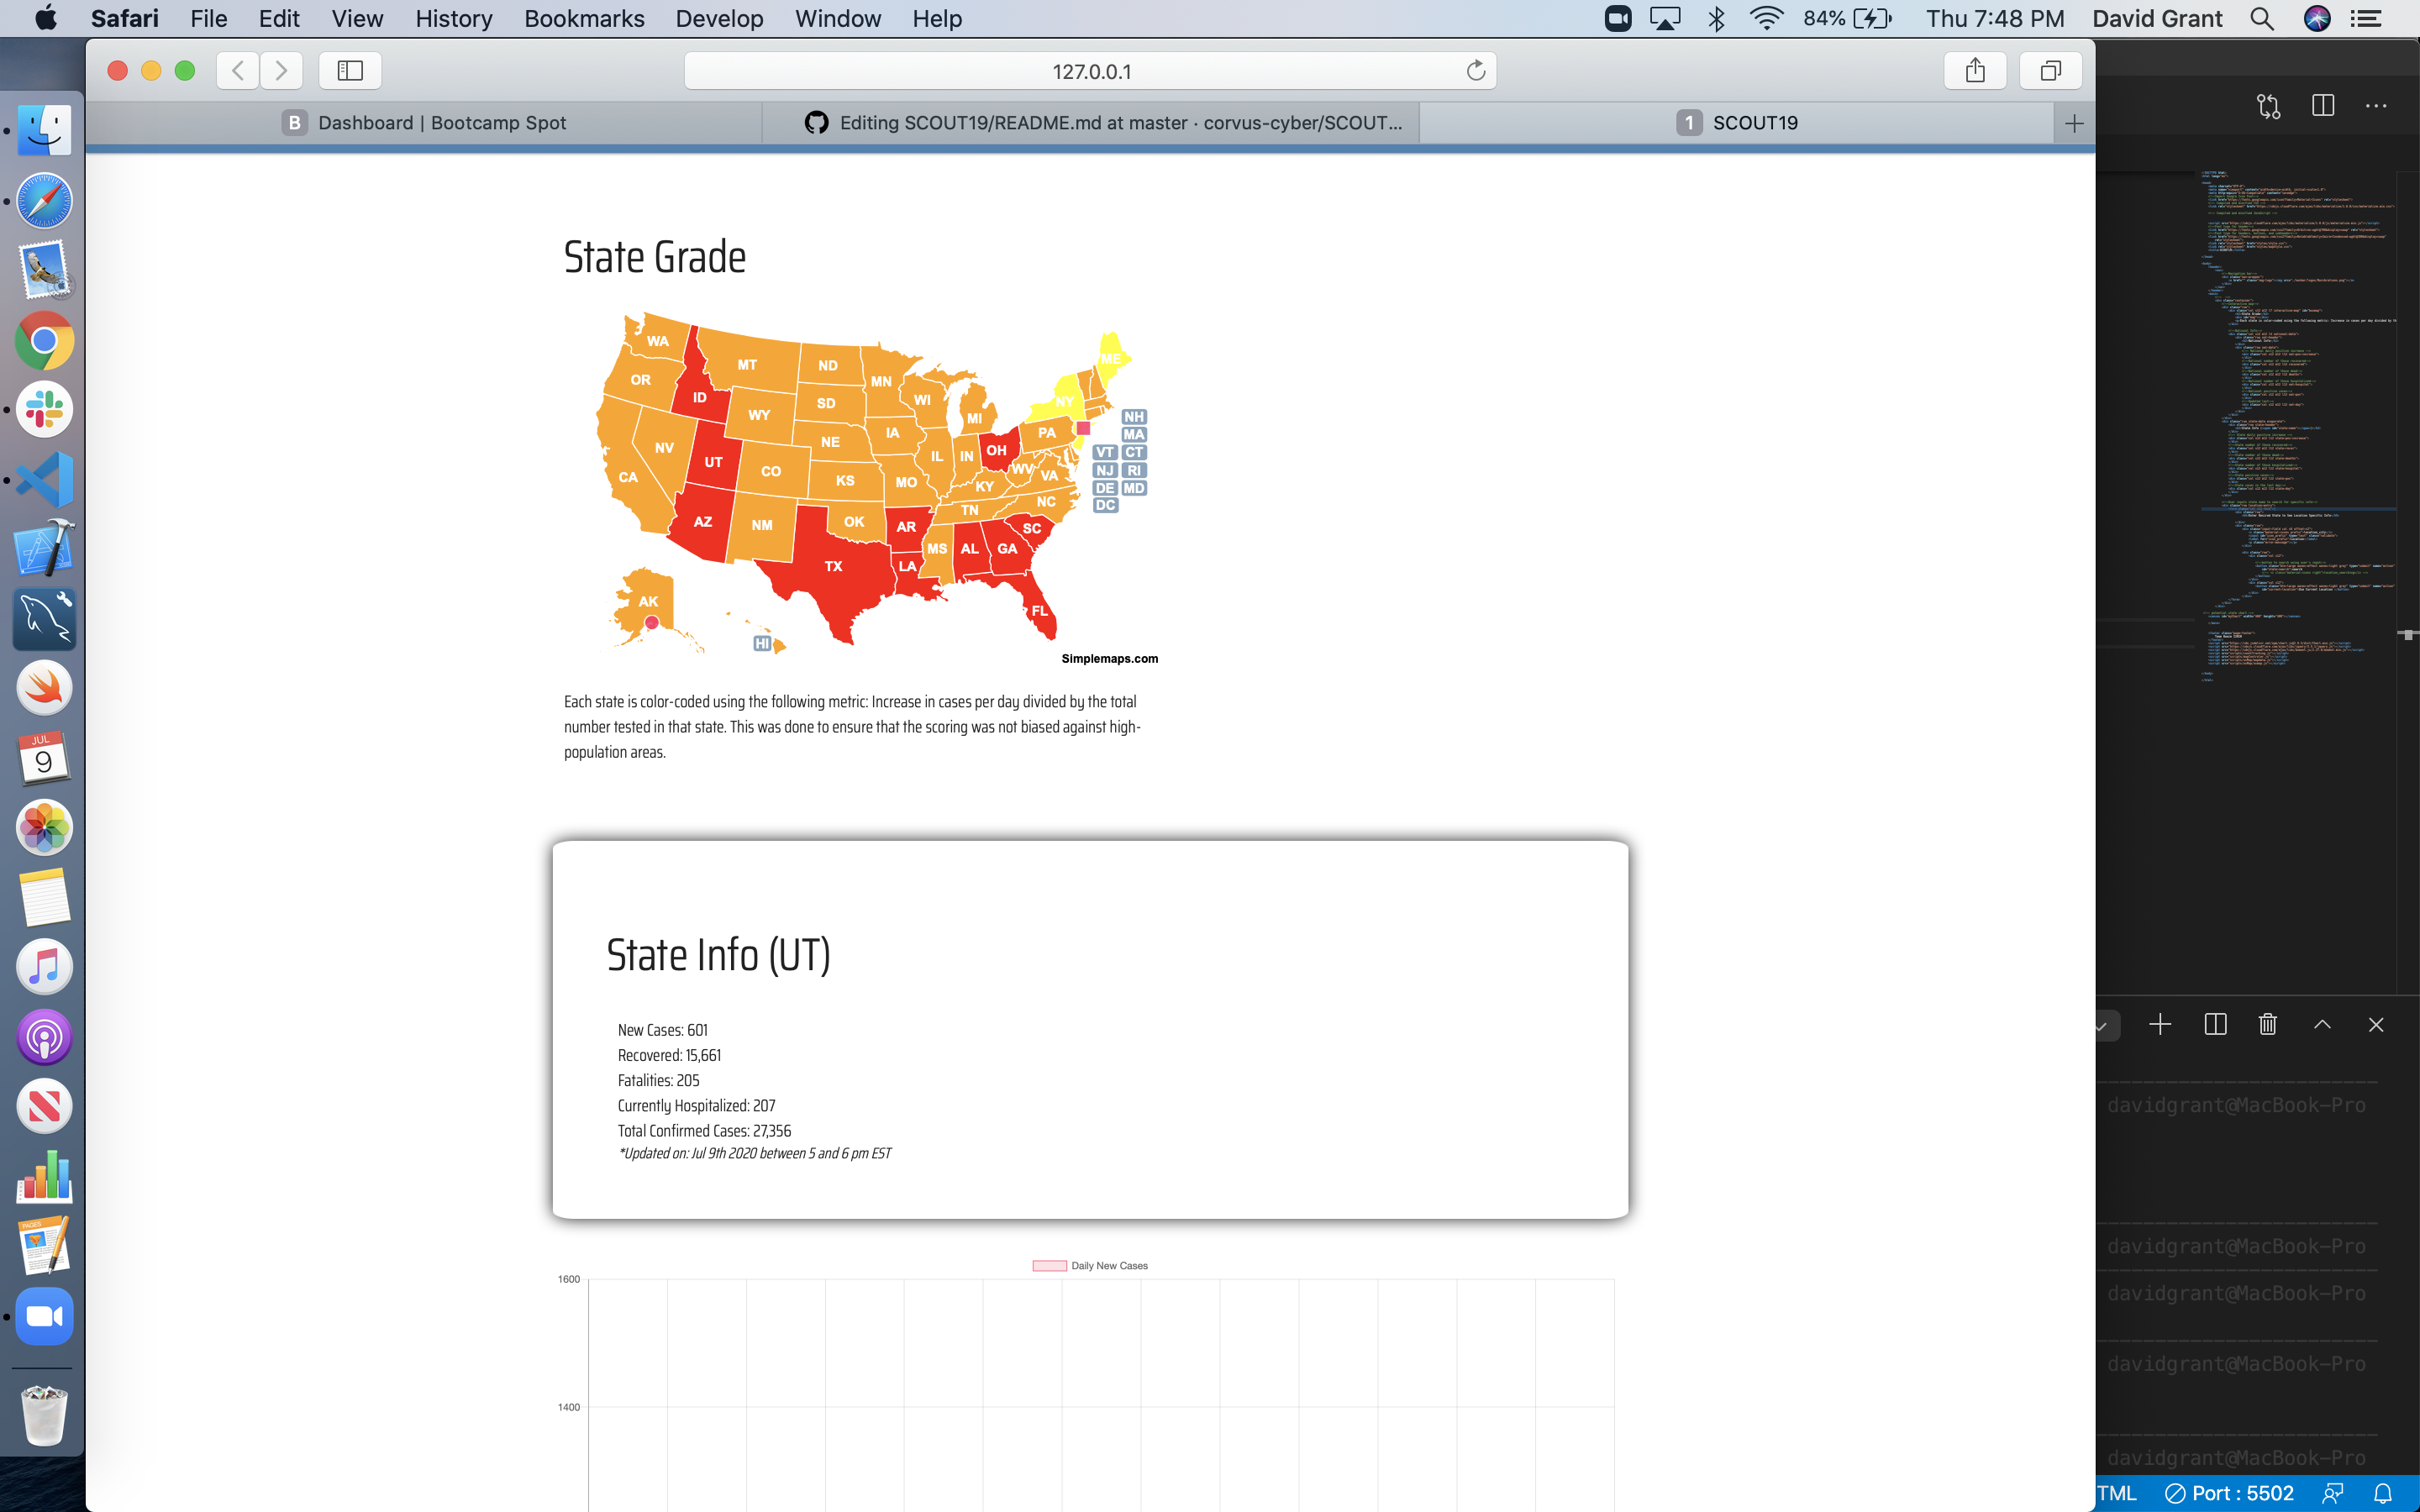 Safari File Edit View History Bookmarks Develop Window Help 84% Thu 7:48 PM David Grant
127.0.0.1
B Dashboard | Bootcamp Spot Editing SCOUT19/README.md at master · corvus-cyber/SCOUT... 1 SCOUT19
State Grade
WA
MT
ND
ME
OR
MN
ID
SD
WI
NY
WY
MI
NH
IA
PA
MA
NE
NV
OH
VT CT
UT
IL
IN
CO
WV
NJ RI
CA
KS
MO
VA
KY
DE MD
NC
DC
TN
AZ
NM
OK
AR
SC
MS
AL
GA
TX
LA
AK
FL
HI
Simplemaps.com
Each state is color-coded using the following metric: Increase in cases per day divided by the total
number tested in that state. This was done to ensure that the scoring was not biased against high-
population areas.
State Info (UT)
New Cases: 601
Recovered: 15,661
Fatalities: 205
Currently Hospitalized: 207
Total Confirmed Cases: 27,356
*Updated on: Jul 9th 2020 between 5 and 6 pm EST
Daily New Cases
1600
1400
JUL
9
PAGES
davidgrant@MacBook-Pro
davidgrant@MacBook-Pro
davidgrant@MacBook-Pro
davidgrant@MacBook-Pro
davidgrant@MacBook-Pro
TML Port : 5502